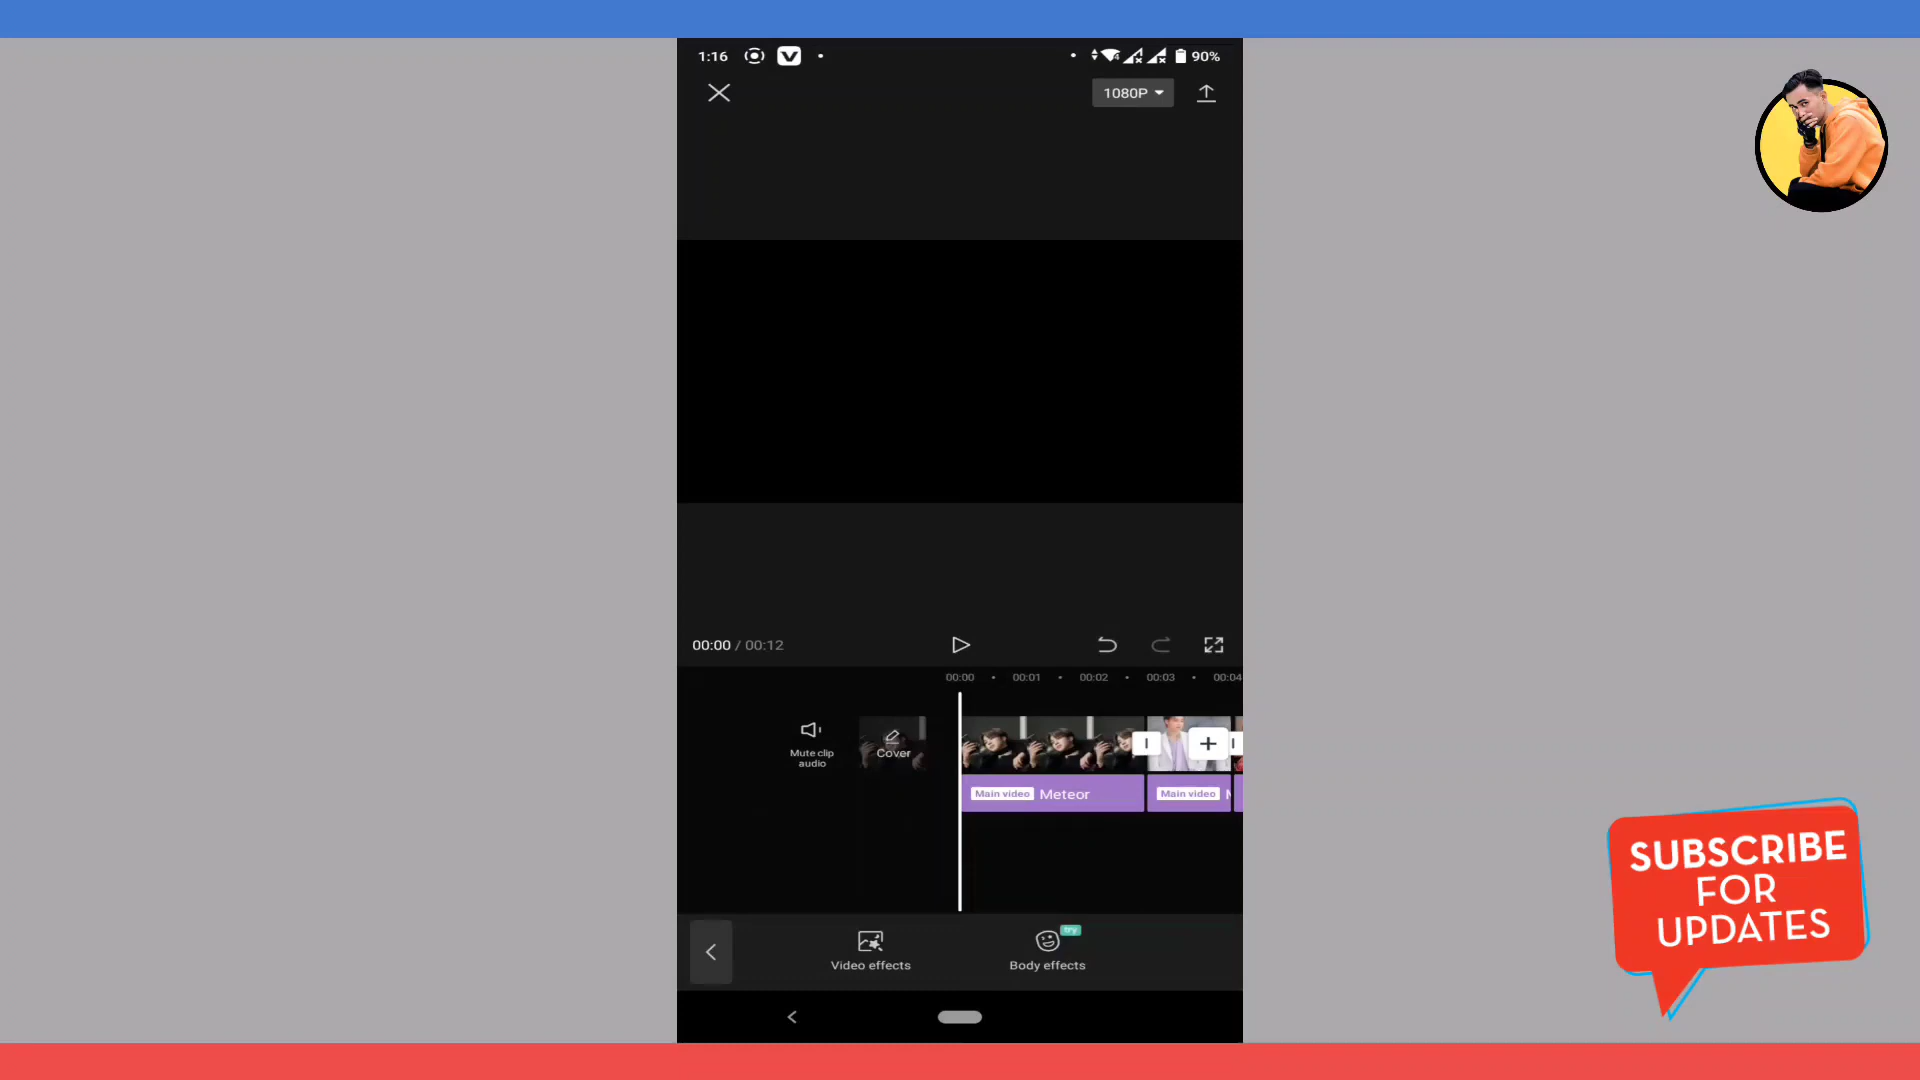 1:16
90%
1080P
00:00 / 00:12
00:00
00:01
00:02
00:03
00:04
Mute clip
audio
Cover
Main video
Meteor
Main video
Video effects
Body effects
try
SUBSCRIBE
FOR
UPDATES